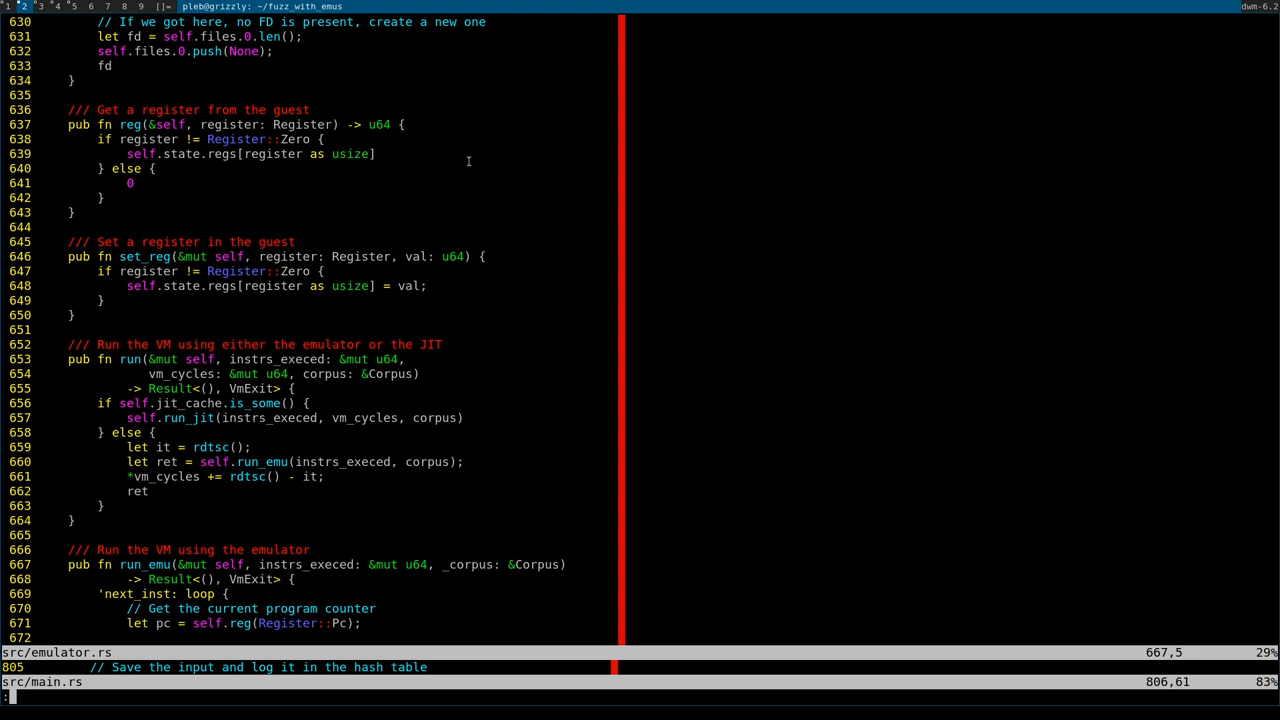 1 2 3 4 5 6 7 8 9 []= pleb@grizzly: ~/fuzz_with_emus dwm-6.2
630 // If we got here, no FD is present, create a new one
631 let fd = self.files.0.len();
632 self.files.0.push(None);
633 fd
634 }
635
636 /// Get a register from the guest
637 pub fn reg(&self, register: Register) -> u64 {
638 if register != Register::Zero {
639 self.state.regs[register as usize]
640 } else {
641 0
642 }
643 }
644
645 /// Set a register in the guest
646 pub fn set_reg(&mut self, register: Register, val: u64) {
647 if register != Register::Zero {
648 self.state.regs[register as usize] = val;
649 }
650 }
651
652 /// Run the VM using either the emulator or the JIT
653 pub fn run(&mut self, instrs_execed: &mut u64,
654 vm_cycles: &mut u64, corpus: &Corpus)
655 -> Result<(), VmExit> {
656 if self.jit_cache.is_some() {
657 self.run_jit(instrs_execed, vm_cycles, corpus)
658 } else {
659 let it = rdtsc();
660 let ret = self.run_emu(instrs_execed, corpus);
661 *vm_cycles += rdtsc() - it;
662 ret
663 }
664 }
665
666 /// Run the VM using the emulator
667 pub fn run_emu(&mut self, instrs_execed: &mut u64, _corpus: &Corpus)
668 -> Result<(), VmExit> {
669 'next_inst: loop {
670 // Get the current program counter
671 let pc = self.reg(Register::Pc);
672
src/emulator.rs 667,5 29%
805 // Save the input and log it in the hash table
src/main.rs 806,61 83%
: